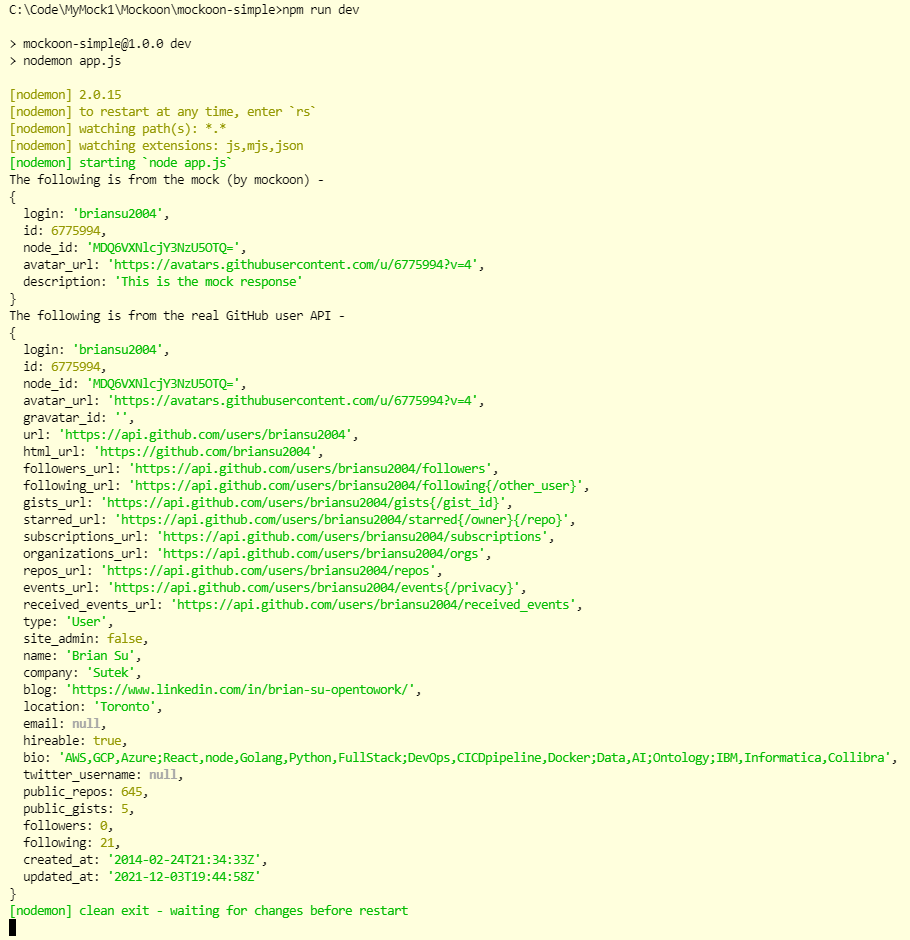 C:\Code\MyMock1\Mockoon\mockoon-simple>npm run dev
> mockoon-simple@1.0.0 dev
> nodemon app.js
[nodemon] 2.0.15
[nodemon] to restart at any time, enter `rs`
[nodemon] watching path(s): *.*
[nodemon] watching extensions: js,mjs,json
[nodemon] starting `node app.js`
The following is from the mock (by mockoon) -
{
  login: 'briansu2004',
  id: 6775994,
  node_id: 'MDQ6VXNlcjY3NzU5OTQ=',
  avatar_url: 'https://avatars.githubusercontent.com/u/6775994?v=4',
  description: 'This is the mock response'
}
The following is from the real GitHub user API -
{
  login: 'briansu2004',
  id: 6775994,
  node_id: 'MDQ6VXNlcjY3NzU5OTQ=',
  avatar_url: 'https://avatars.githubusercontent.com/u/6775994?v=4',
  gravatar_id: '',
  url: 'https://api.github.com/users/briansu2004',
  html_url: 'https://github.com/briansu2004',
  followers_url: 'https://api.github.com/users/briansu2004/followers',
  following_url: 'https://api.github.com/users/briansu2004/following{/other_user}',
  gists_url: 'https://api.github.com/users/briansu2004/gists{/gist_id}',
  starred_url: 'https://api.github.com/users/briansu2004/starred{/owner}{/repo}',
  subscriptions_url: 'https://api.github.com/users/briansu2004/subscriptions',
  organizations_url: 'https://api.github.com/users/briansu2004/orgs',
  repos_url: 'https://api.github.com/users/briansu2004/repos',
  events_url: 'https://api.github.com/users/briansu2004/events{/privacy}',
  received_events_url: 'https://api.github.com/users/briansu2004/received_events',
  type: 'User',
  site_admin: false,
  name: 'Brian Su',
  company: 'Sutek',
  blog: 'https://www.linkedin.com/in/brian-su-opentowork/',
  location: 'Toronto',
  email: null,
  hireable: true,
  bio: 'AWS,GCP,Azure;React,node,Golang,Python,FullStack;DevOps,CICDpipeline,Docker;Data,AI;Ontology;IBM,Informatica,Collibra',
  twitter_username: null,
  public_repos: 645,
  public_gists: 5,
  followers: 0,
  following: 21,
  created_at: '2014-02-24T21:34:33Z',
  updated_at: '2021-12-03T19:44:58Z'
}
[nodemon] clean exit - waiting for changes before restart